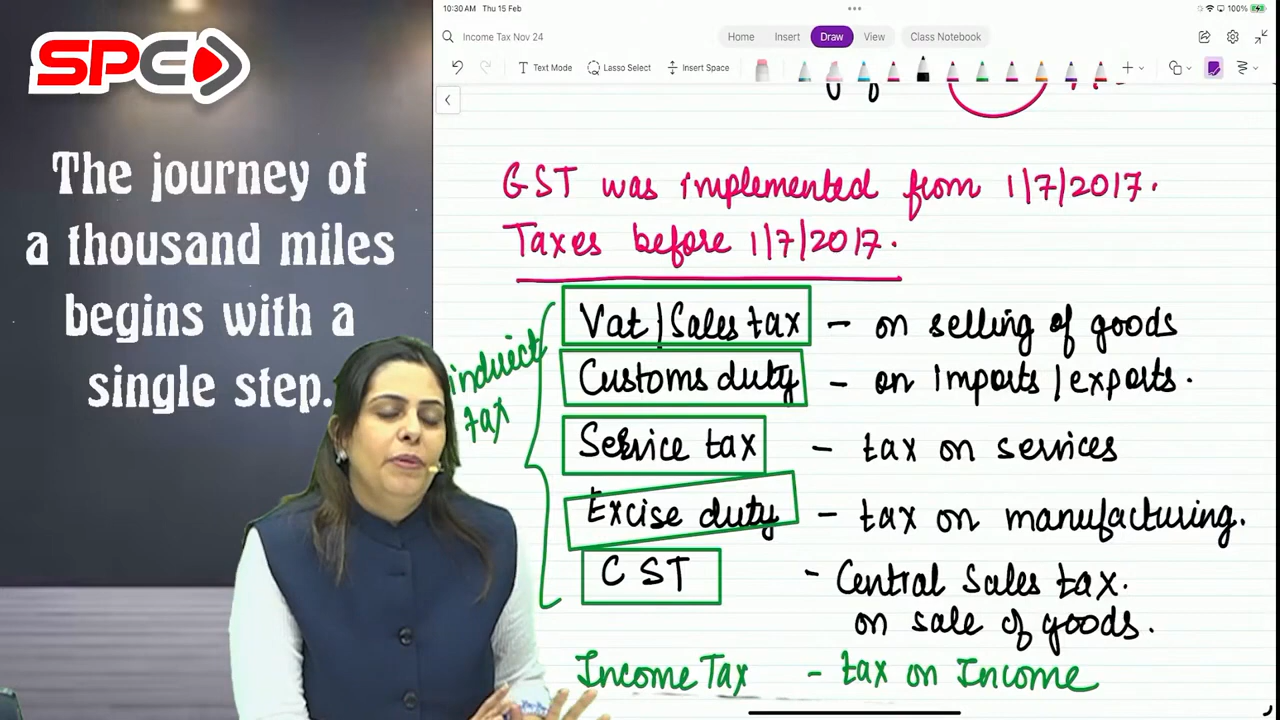 SPC
The journey of
a thousand miles
begins with a
single step.
10:30 AM Thu 15 Feb
100%
Income Tax Nov 24
Home Insert Draw View Class Notebook
Text Mode Lasso Select Insert Space
GST was implemented from 1/7/2017.
Taxes before 1/7/2017.
indirect
tax
Vat | Sales tax - on selling of goods
Customs duty - on Imports / exports.
Service tax - tax on services
Excise duty - tax on manufacturing.
CST - Central Sales tax.
on sale of goods.
Income Tax - tax on Income